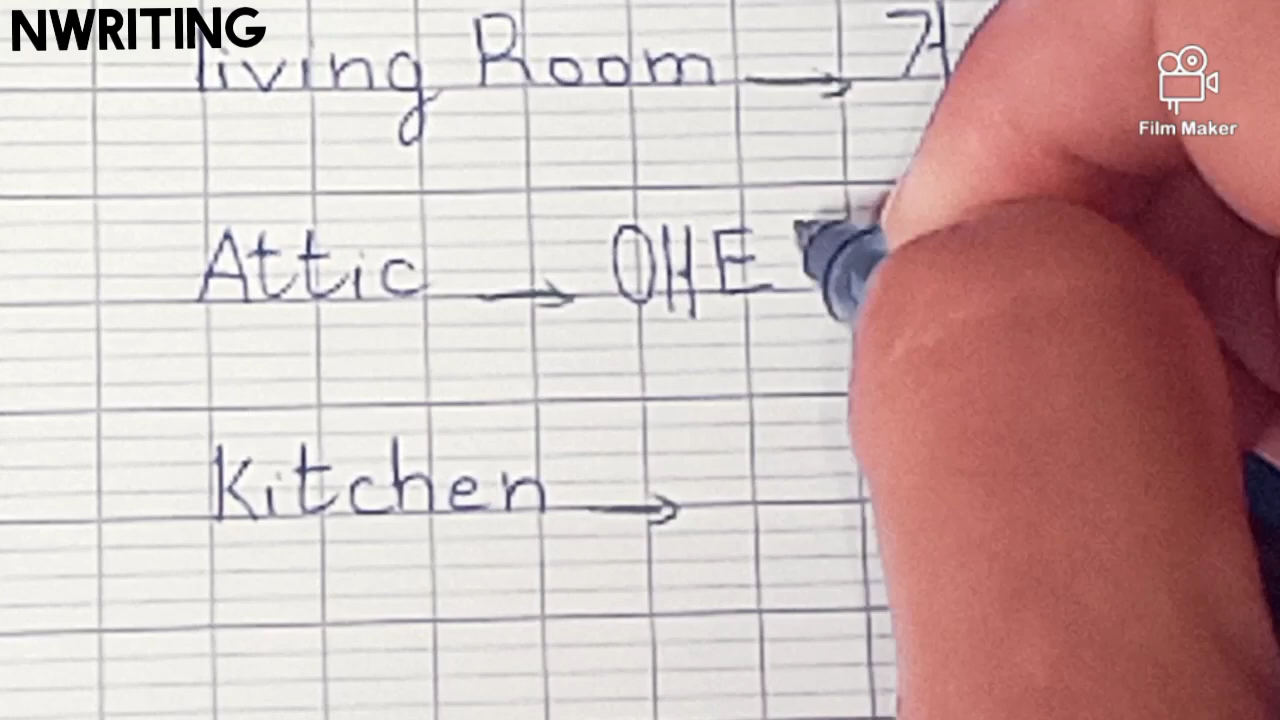 NWRITING
Film Maker
living Room →
Attic → OHE
Kitchen →